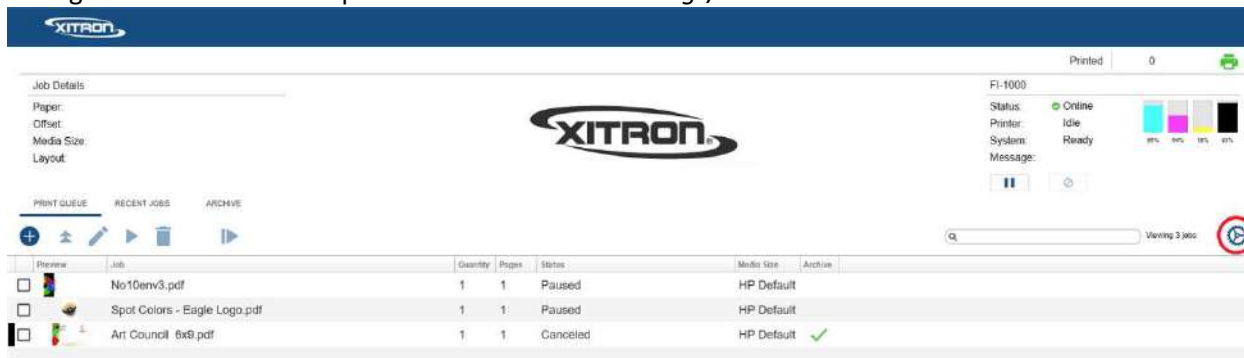 XITRON
Printed 0
Job Details
FI-1000
Paper:
Offset:
Media Size:
Layout:
XITRON
Status: Online
Printer: Idle
System: Ready
Message:
PRINT QUEUE RECENT JOBS ARCHIVE
Viewing 3 jobs
Preview Job Quantity Pages Status Media Size Archive
No10env3.pdf 1 1 Paused HP Default
Spot Colors - Eagle Logo.pdf 1 1 Paused HP Default
Art Council 6x9.pdf 1 1 Canceled HP Default